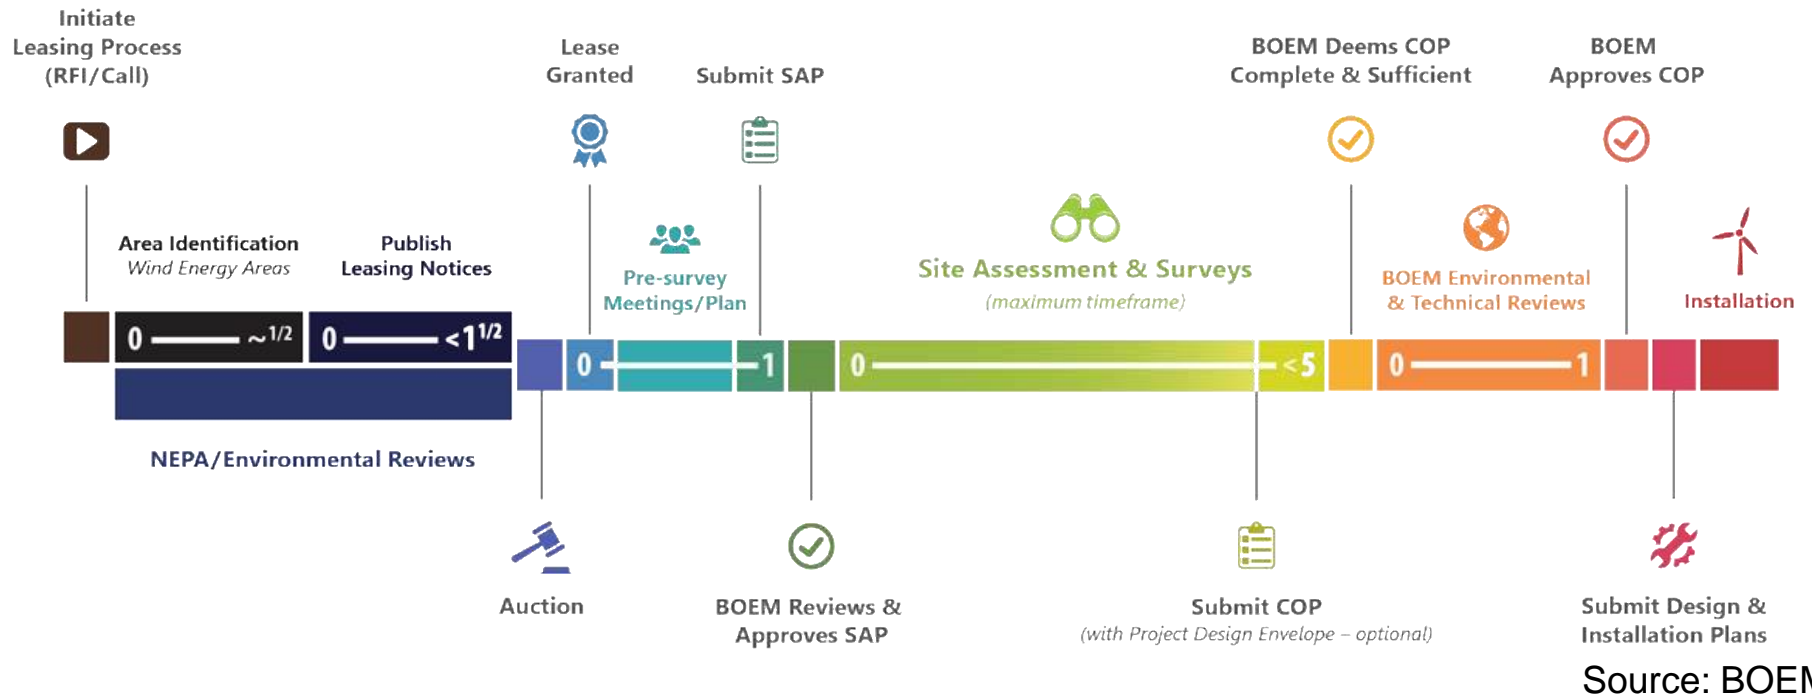 Initiate
Leasing Process
(RFI/Call)
Lease
Granted
Submit SAP
BOEM Deems COP
Complete & Sufficient
BOEM
Approves COP
Area Identification
Wind Energy Areas
Publish
Leasing Notices
Pre-survey
Meetings/Plan
Site Assessment & Surveys
(maximum timeframe)
BOEM Environmental
& Technical Reviews
Installation
0 ~1/2
0 <1 1/2
0 1
0 <5
0 1
NEPA/Environmental Reviews
Auction
BOEM Reviews &
Approves SAP
Submit COP
(with Project Design Envelope – optional)
Submit Design &
Installation Plans
Source: BOEM